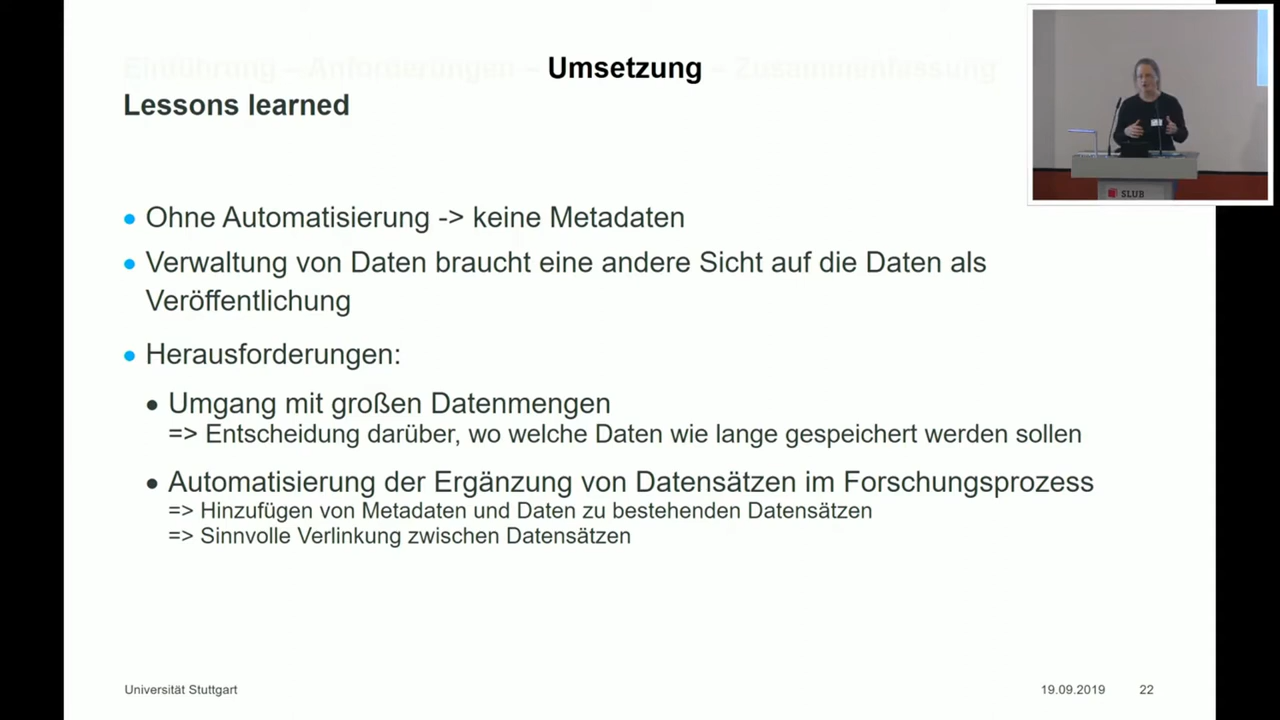 Einführung – Anforderungen – Umsetzung – Zusammenfassung
Lessons learned
SLUB
• Ohne Automatisierung -> keine Metadaten
• Verwaltung von Daten braucht eine andere Sicht auf die Daten als
Veröffentlichung
• Herausforderungen:
• Umgang mit großen Datenmengen
=> Entscheidung darüber, wo welche Daten wie lange gespeichert werden sollen
• Automatisierung der Ergänzung von Datensätzen im Forschungsprozess
=> Hinzufügen von Metadaten und Daten zu bestehenden Datensätzen
=> Sinnvolle Verlinkung zwischen Datensätzen
Universität Stuttgart
19.09.2019 22